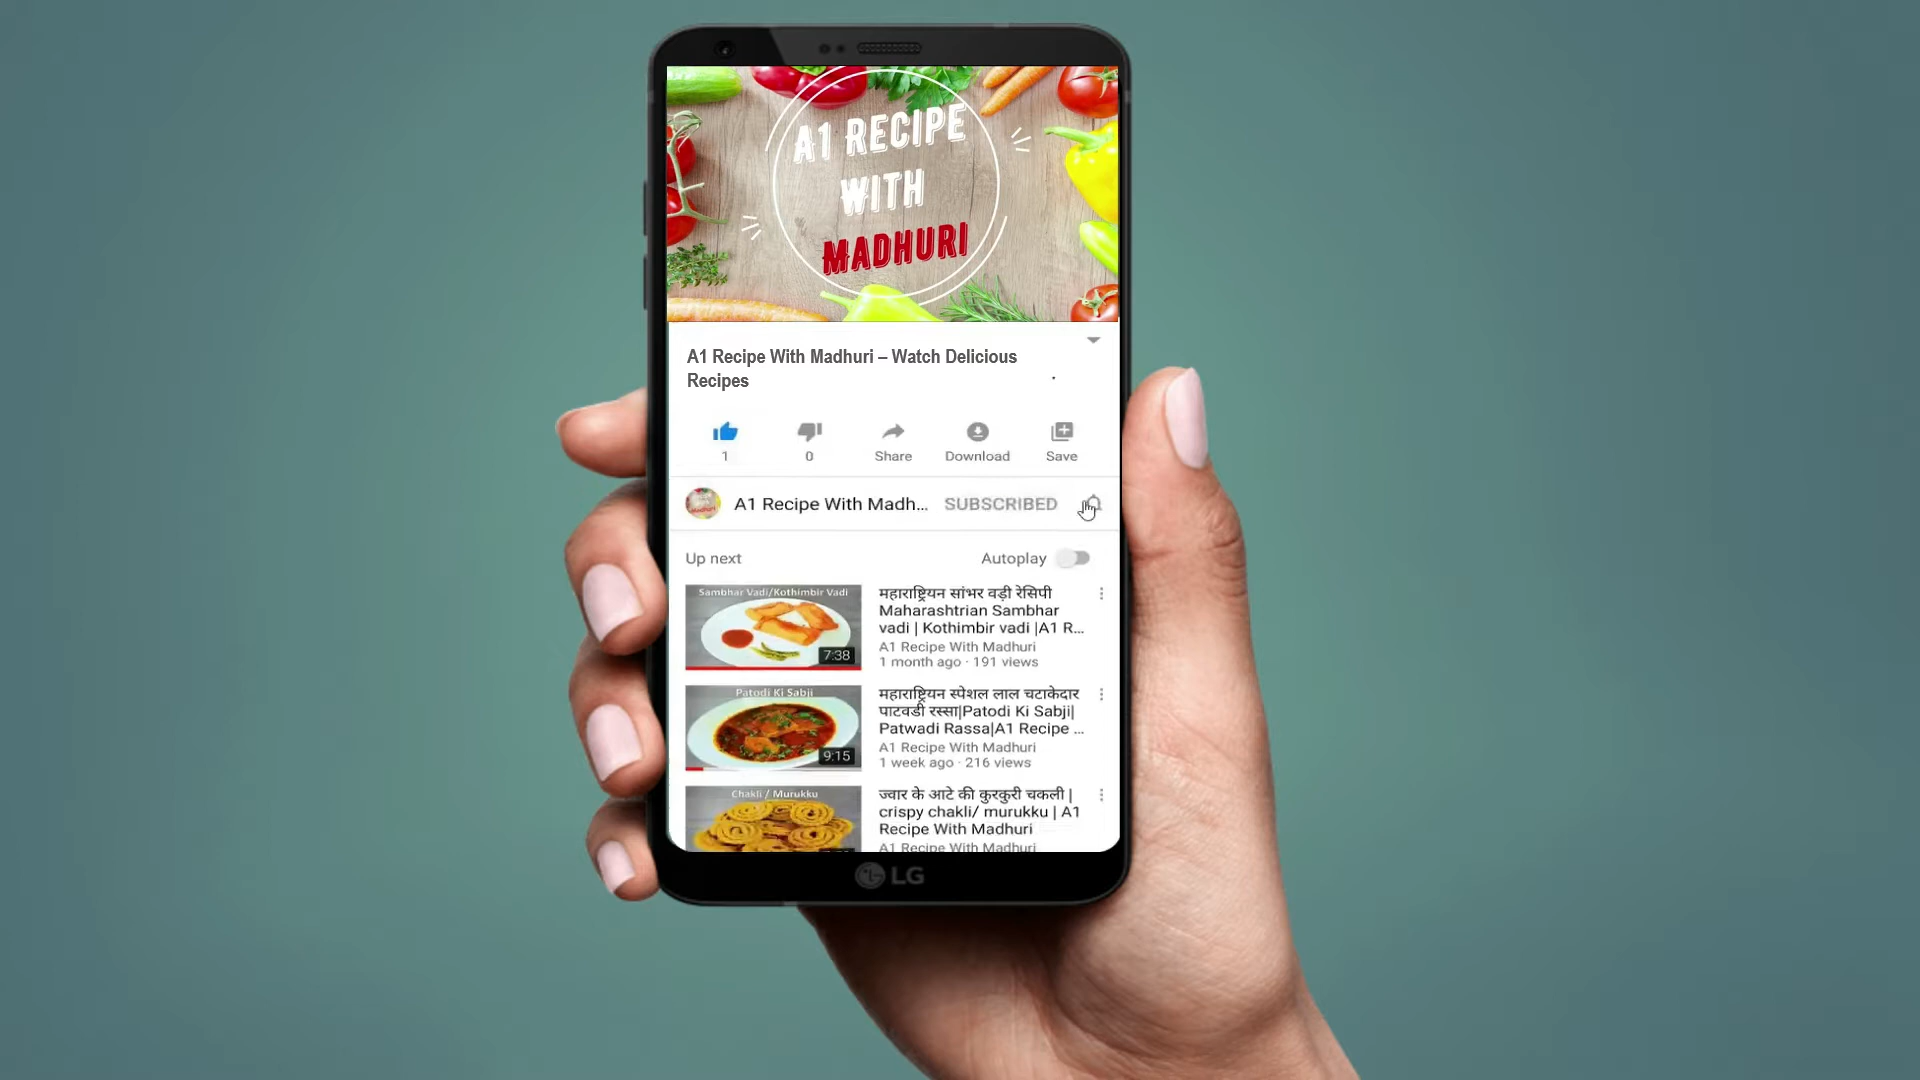 A1 RECIPE
WITH
MADHURI
A1 Recipe With Madhuri – Watch Delicious
Recipes
1
0
Share
Download
Save
A1 Recipe With Madh...
SUBSCRIBED
Up next
Autoplay
Sambhar Vadi/Kothimbir Vadi
7:38
महाराष्ट्रियन सांभर वड़ी रेसिपी
Maharashtrian Sambhar
vadi | Kothimbir vadi |A1 R...
A1 Recipe With Madhuri
1 month ago · 191 views
Patodi Ki Sabji
9:15
महाराष्ट्रियन स्पेशल लाल चटाकेदार
पाटवडी रस्सा|Patodi Ki Sabji|
Patwadi Rassa|A1 Recipe ...
A1 Recipe With Madhuri
1 week ago · 216 views
Chakli / Murukku
ज्वार के आटे की कुरकुरी चकली |
crispy chakli/ murukku | A1
Recipe With Madhuri
A1 Recipe With Madhuri
LG